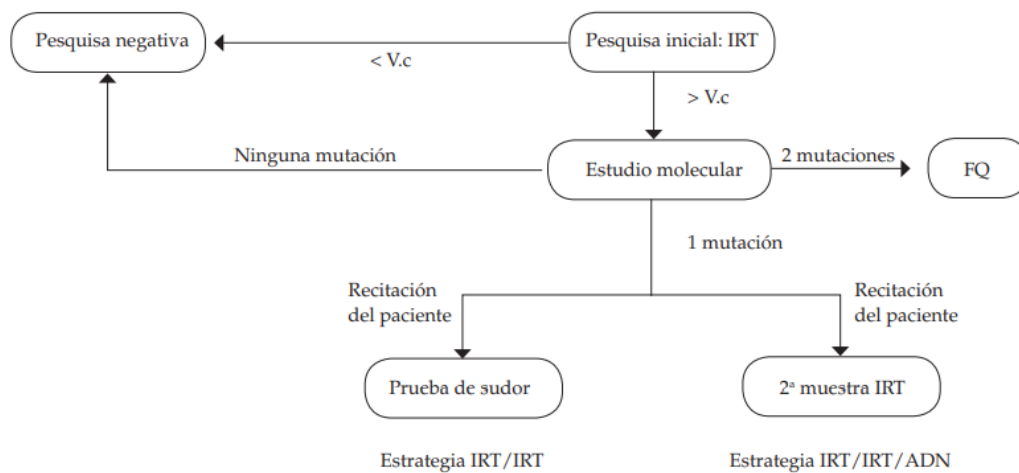 Pesquisa negativa
Pesquisa inicial: IRT
< V.c
> V.c
Ninguna mutación
Estudio molecular
2 mutaciones
FQ
1 mutación
Recitación
del paciente
Recitación
del paciente
Prueba de sudor
2ª muestra IRT
Estrategia IRT/IRT
Estrategia IRT/IRT/ADN